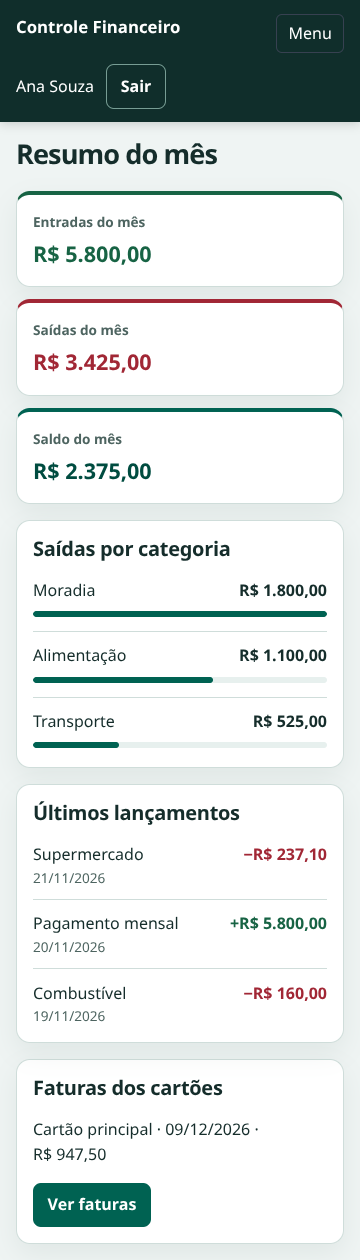 Controle Financeiro
Menu
Ana Souza
Sair
Resumo do mês
Entradas do mês
R$ 5.800,00
Saídas do mês
R$ 3.425,00
Saldo do mês
R$ 2.375,00
Saídas por categoria
Moradia R$ 1.800,00
Alimentação R$ 1.100,00
Transporte R$ 525,00
Últimos lançamentos
Supermercado −R$ 237,10
21/11/2026
Pagamento mensal +R$ 5.800,00
20/11/2026
Combustível −R$ 160,00
19/11/2026
Faturas dos cartões
Cartão principal · 09/12/2026 ·
R$ 947,50
Ver faturas